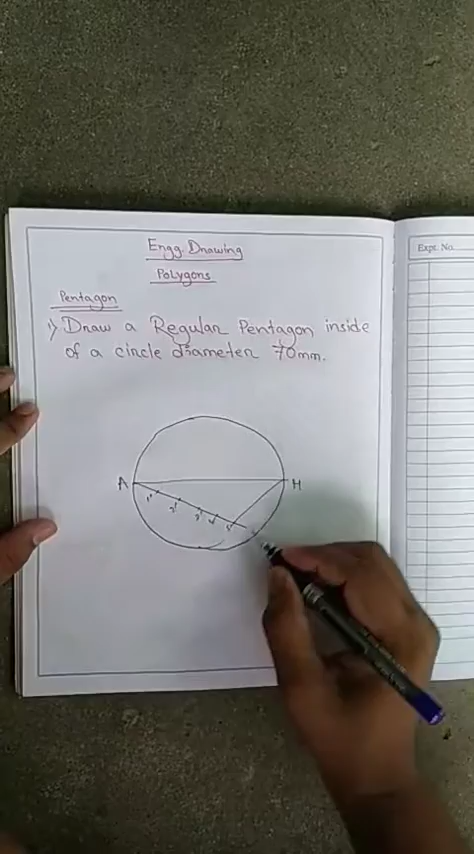 Engg. Drawing
Polygons
Pentagon
1) Draw a Regular Pentagon inside
of a circle diameter 70mm.
A H
1' 2' 3' 4' 5'
Expt. No.